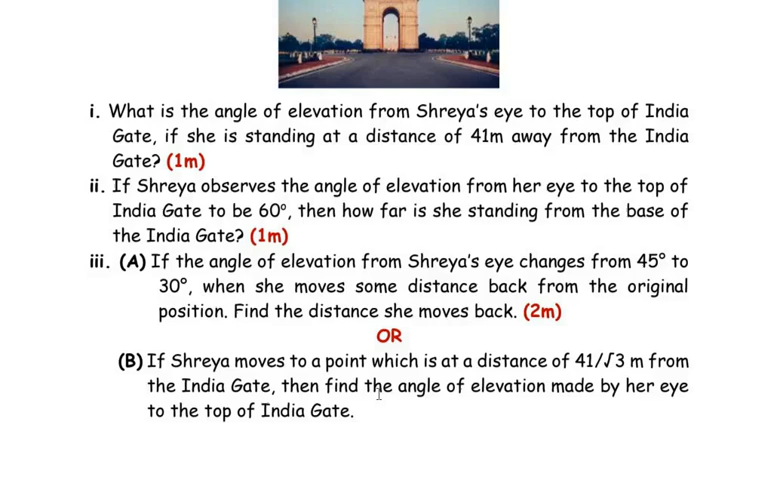 i. What is the angle of elevation from Shreya's eye to the top of India
Gate, if she is standing at a distance of 41m away from the India
Gate? (1m)
ii. If Shreya observes the angle of elevation from her eye to the top of
India Gate to be 60°, then how far is she standing from the base of
the India Gate? (1m)
iii. (A) If the angle of elevation from Shreya's eye changes from 45° to
30°, when she moves some distance back from the original
position. Find the distance she moves back. (2m)
OR
(B) If Shreya moves to a point which is at a distance of 41/√3 m from
the India Gate, then find the angle of elevation made by her eye
to the top of India Gate.